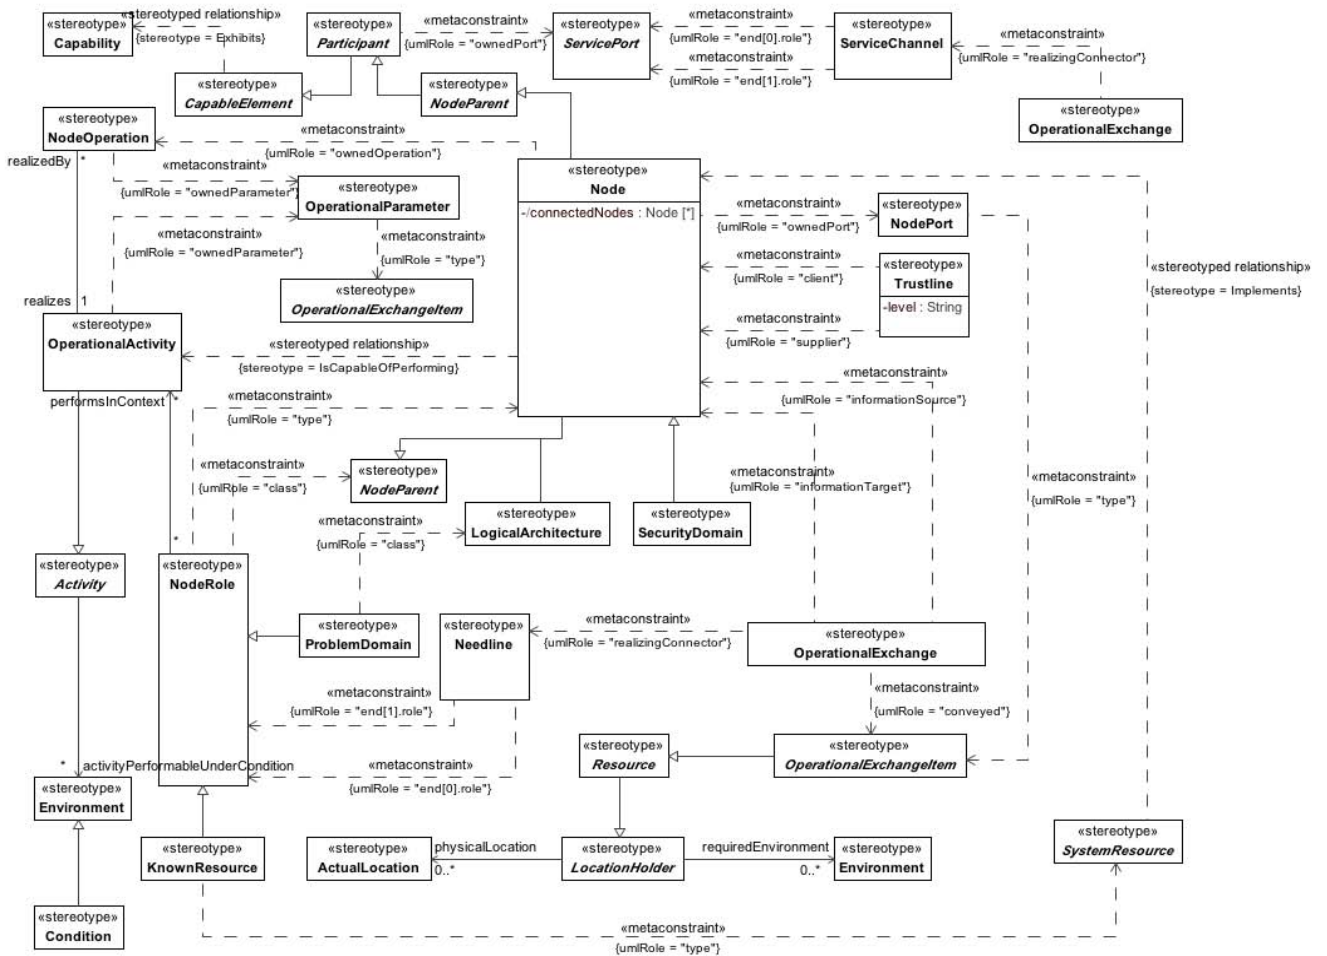 «stereotype»
Capability
«stereotyped relationship»
{stereotype = Exhibits}
«stereotype»
Participant
«metaconstraint»
{umlRole = "ownedPort"}
«stereotype»
ServicePort
«metaconstraint»
{umlRole = "end[0].role"}
«metaconstraint»
{umlRole = "end[1].role"}
«stereotype»
ServiceChannel
«metaconstraint»
{umlRole = "realizingConnector"}
«stereotype»
OperationalExchange
«stereotype»
CapableElement
«stereotype»
NodeParent
«stereotype»
NodeOperation
«metaconstraint»
{umlRole = "ownedOperation"}
realizedBy
*
«metaconstraint»
{umlRole = "ownedParameter"}
«stereotype»
OperationalParameter
«stereotype»
Node
-/connectedNodes : Node [*]
«metaconstraint»
{umlRole = "ownedPort"}
«stereotype»
NodePort
«metaconstraint»
{umlRole = "ownedParameter"}
«metaconstraint»
{umlRole = "type"}
«metaconstraint»
{umlRole = "client"}
«stereotype»
Trustline
-level : String
«stereotyped relationship»
{stereotype = Implements}
«stereotype»
OperationalExchangeItem
realizes
1
«stereotype»
OperationalActivity
«stereotyped relationship»
{stereotype = IsCapableOfPerforming}
«metaconstraint»
{umlRole = "supplier"}
«metaconstraint»
{umlRole = "informationSource"}
performsInContext
*
«metaconstraint»
{umlRole = "type"}
«metaconstraint»
{umlRole = "class"}
«stereotype»
NodeParent
«metaconstraint»
{umlRole = "informationTarget"}
«metaconstraint»
{umlRole = "type"}
«metaconstraint»
{umlRole = "class"}
«stereotype»
LogicalArchitecture
«stereotype»
SecurityDomain
*
«stereotype»
Activity
«stereotype»
NodeRole
«stereotype»
ProblemDomain
«stereotype»
Needline
«metaconstraint»
{umlRole = "realizingConnector"}
«stereotype»
OperationalExchange
«metaconstraint»
{umlRole = "end[1].role"}
«metaconstraint»
{umlRole = "conveyed"}
«stereotype»
Resource
«stereotype»
OperationalExchangeItem
*
activityPerformableUnderCondition
«metaconstraint»
{umlRole = "end[0].role"}
«stereotype»
Environment
«stereotype»
KnownResource
«stereotype»
ActualLocation
physicalLocation
0..*
«stereotype»
LocationHolder
requiredEnvironment
0..*
«stereotype»
Environment
«stereotype»
SystemResource
«stereotype»
Condition
«metaconstraint»
{umlRole = "type"}